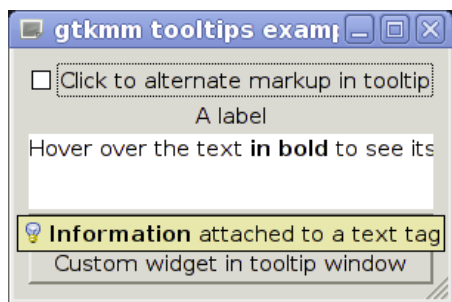 gtkmm tooltips examp
Click to alternate markup in tooltip
A label
Hover over the text in bold to see its
Information attached to a text tag
Custom widget in tooltip window